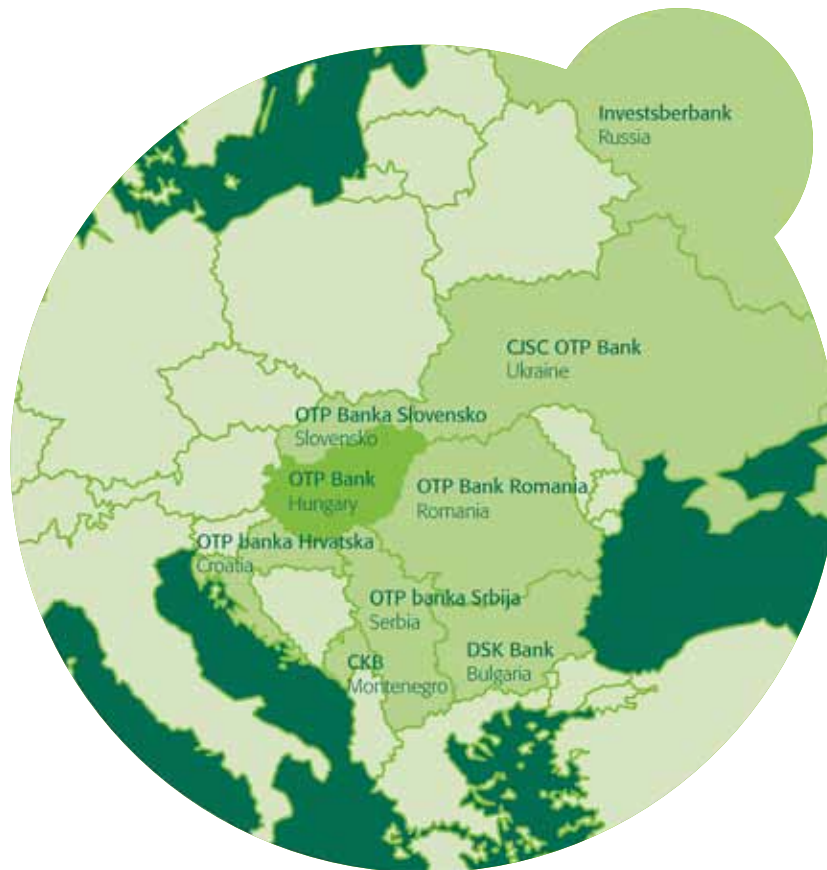 Investsberbank
Russia
CJSC OTP Bank
Ukraine
OTP Banka Slovensko
Slovensko
OTP Bank
Hungary
OTP Bank Romania
Romania
OTP banka Hrvatska
Croatia
OTP banka Srbija
Serbia
DSK Bank
Bulgaria
CKB
Montenegro